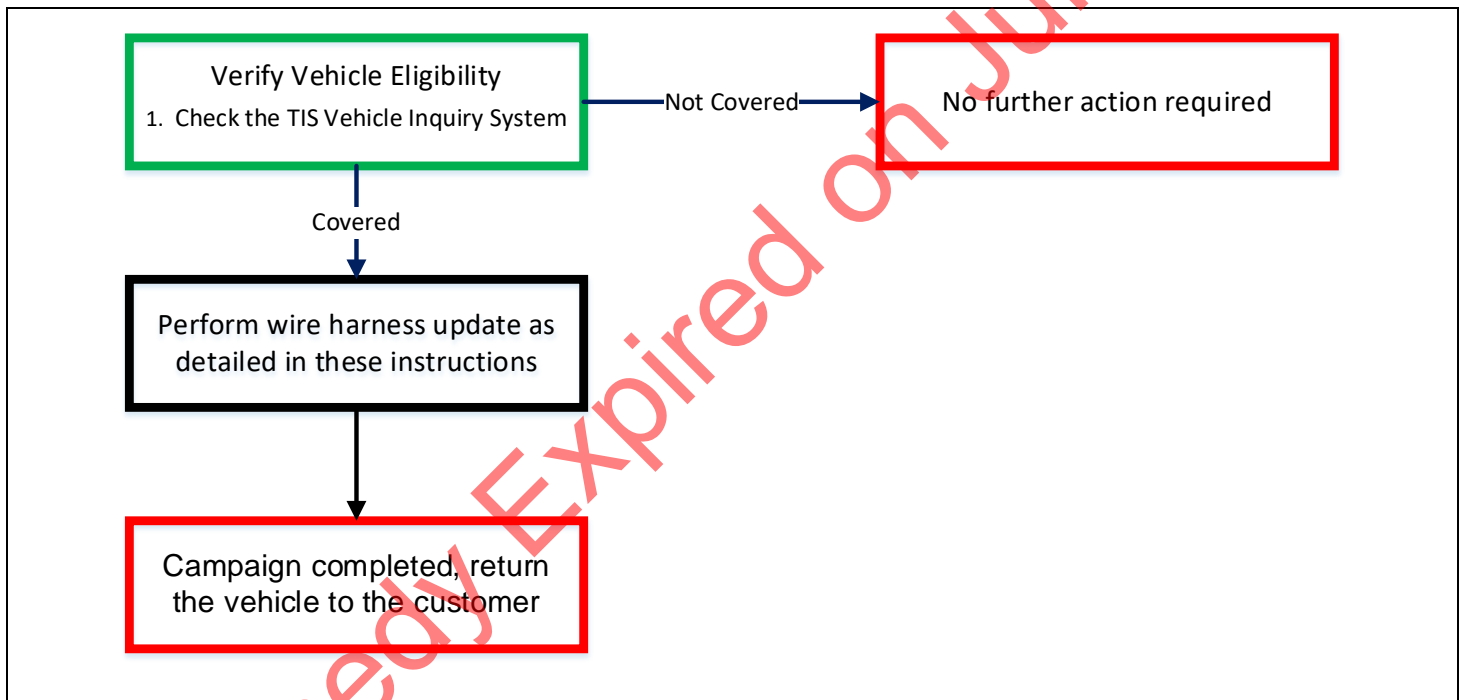 Verify Vehicle Eligibility
1. Check the TIS Vehicle Inquiry System
Not Covered
No further action required
Covered
Perform wire harness update as
detailed in these instructions
Campaign completed, return
the vehicle to the customer
Expired on